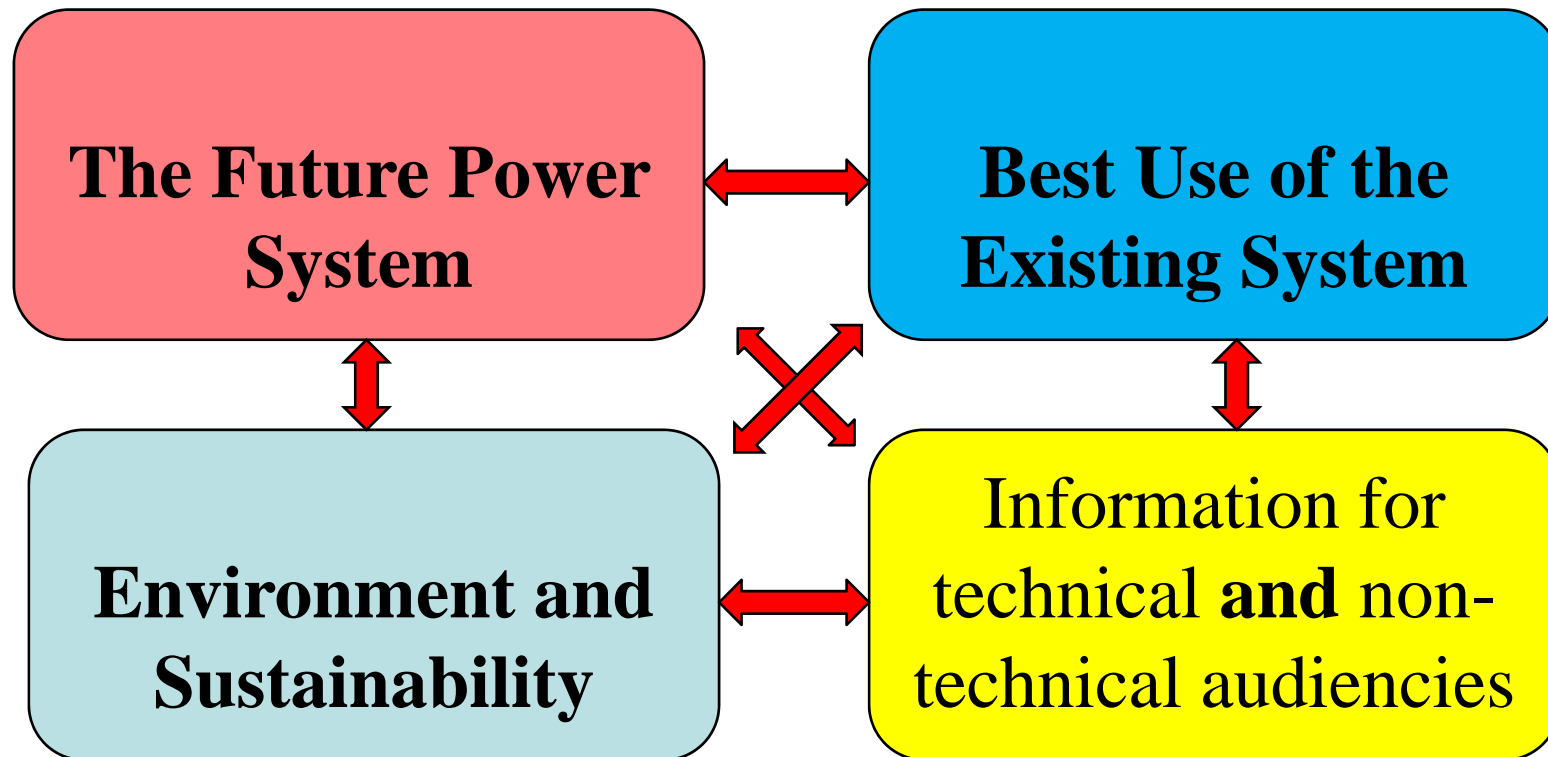 The Future Power
System
Best Use of the
Existing System
Environment and
Sustainability
Information for
technical and non-
technical audiencies